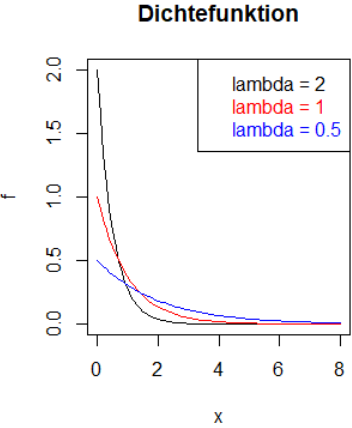 Dichtefunktion
lambda = 2
lambda = 1
lambda = 0.5
2.0
1.5
1.0
0.5
0.0
f
0 2 4 6 8
x